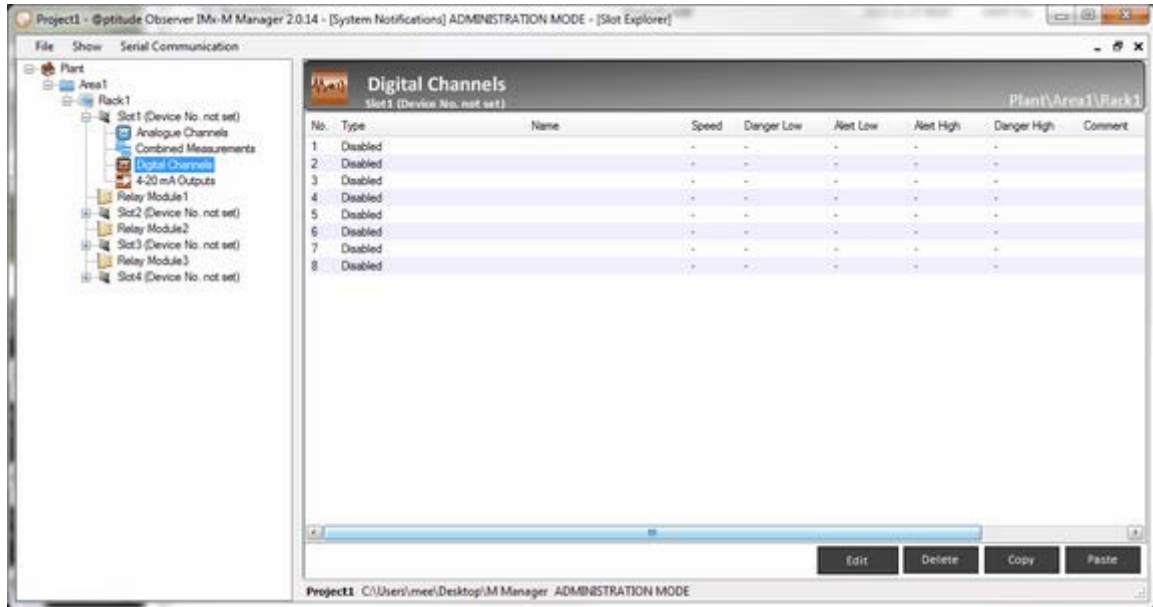 Project1 - @ptitude Observer IMx-M Manager 2.0.14 - [System Notifications] ADMINISTRATION MODE - [Slot Explorer]
File Show Serial Communication
Plant
Area1
Rack1
Slot1 (Device No. not set)
Analogue Channels
Combined Measurements
Digital Channels
4-20 mA Outputs
Relay Module1
Slot2 (Device No. not set)
Relay Module2
Slot3 (Device No. not set)
Relay Module3
Slot4 (Device No. not set)
Digital Channels
Slot1 (Device No. not set)
Plant\Area1\Rack1
No. Type Name Speed Danger Low Alert Low Alert High Danger High Comment
1 Disabled - - - - -
2 Disabled - - - - -
3 Disabled - - - - -
4 Disabled - - - - -
5 Disabled - - - - -
6 Disabled - - - - -
7 Disabled - - - - -
8 Disabled - - - - -
Edit Delete Copy Paste
Project1 C:\Users\mee\Desktop\M Manager ADMINISTRATION MODE